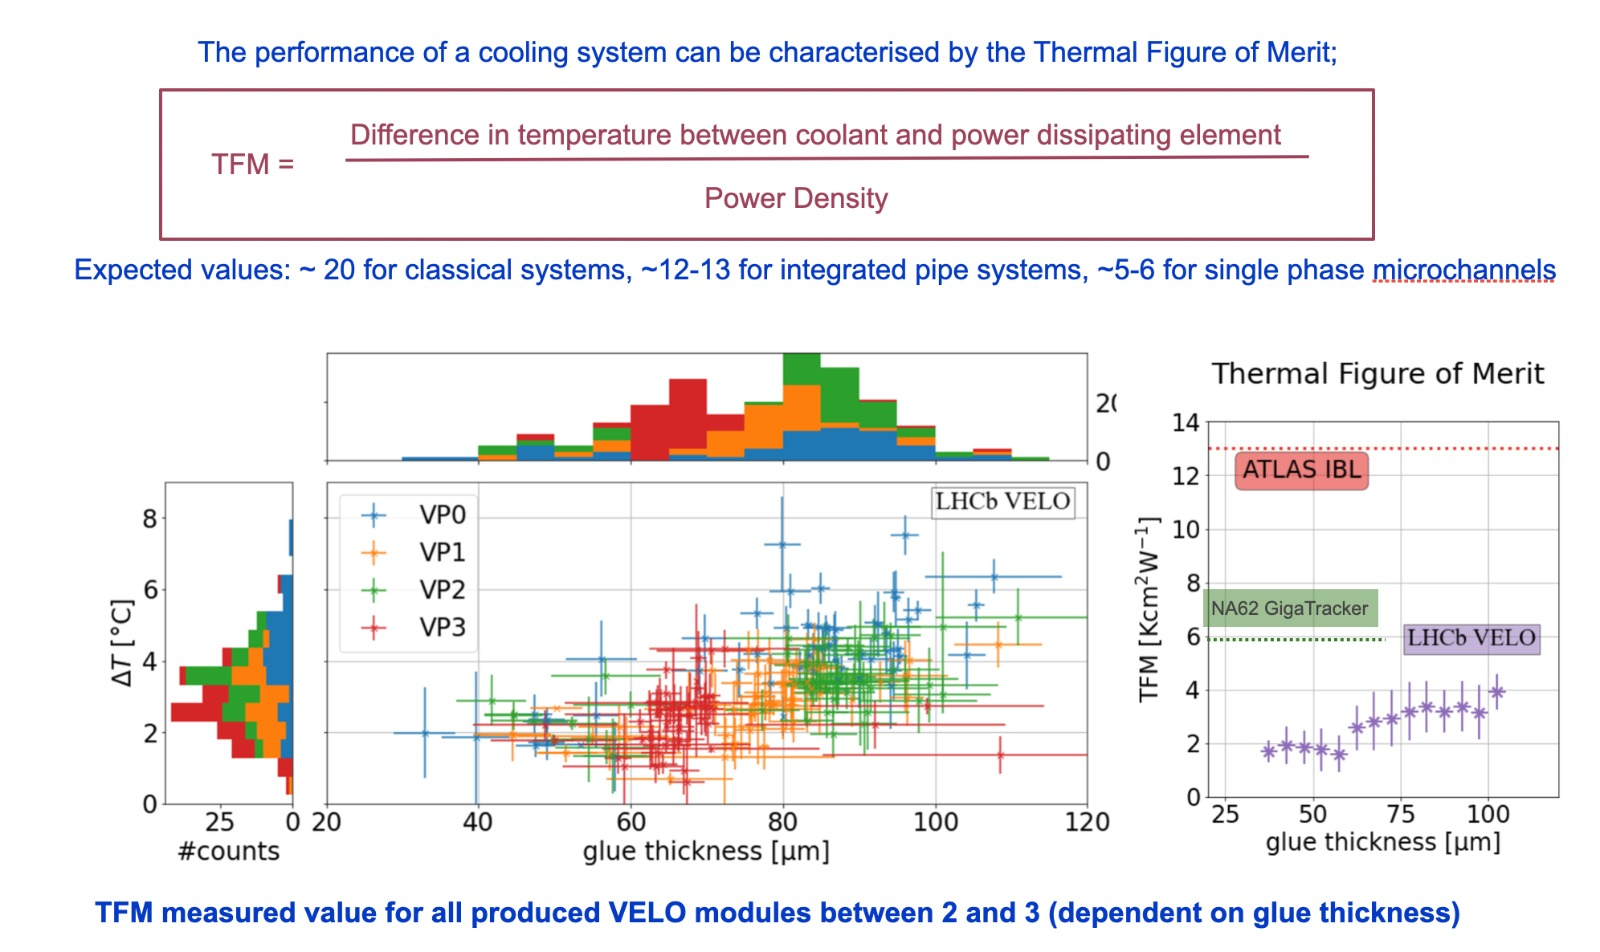 The performance of a cooling system can be characterised by the Thermal Figure of Merit;
Difference in temperature between coolant and power dissipating element
TFM =
Power Density
Expected values: ~ 20 for classical systems, ~12-13 for integrated pipe systems, ~5-6 for single phase microchannels
20
0
LHCb VELO
VP0
VP1
VP2
VP3
8
6
4
2
0
ΔT [°C]
25
0
#counts
20
40
60
80
100
120
glue thickness [µm]
Thermal Figure of Merit
14
12
10
8
6
4
2
0
TFM [Kcm²W⁻¹]
ATLAS IBL
NA62 GigaTracker
LHCb VELO
25
50
75
100
glue thickness [µm]
TFM measured value for all produced VELO modules between 2 and 3 (dependent on glue thickness)